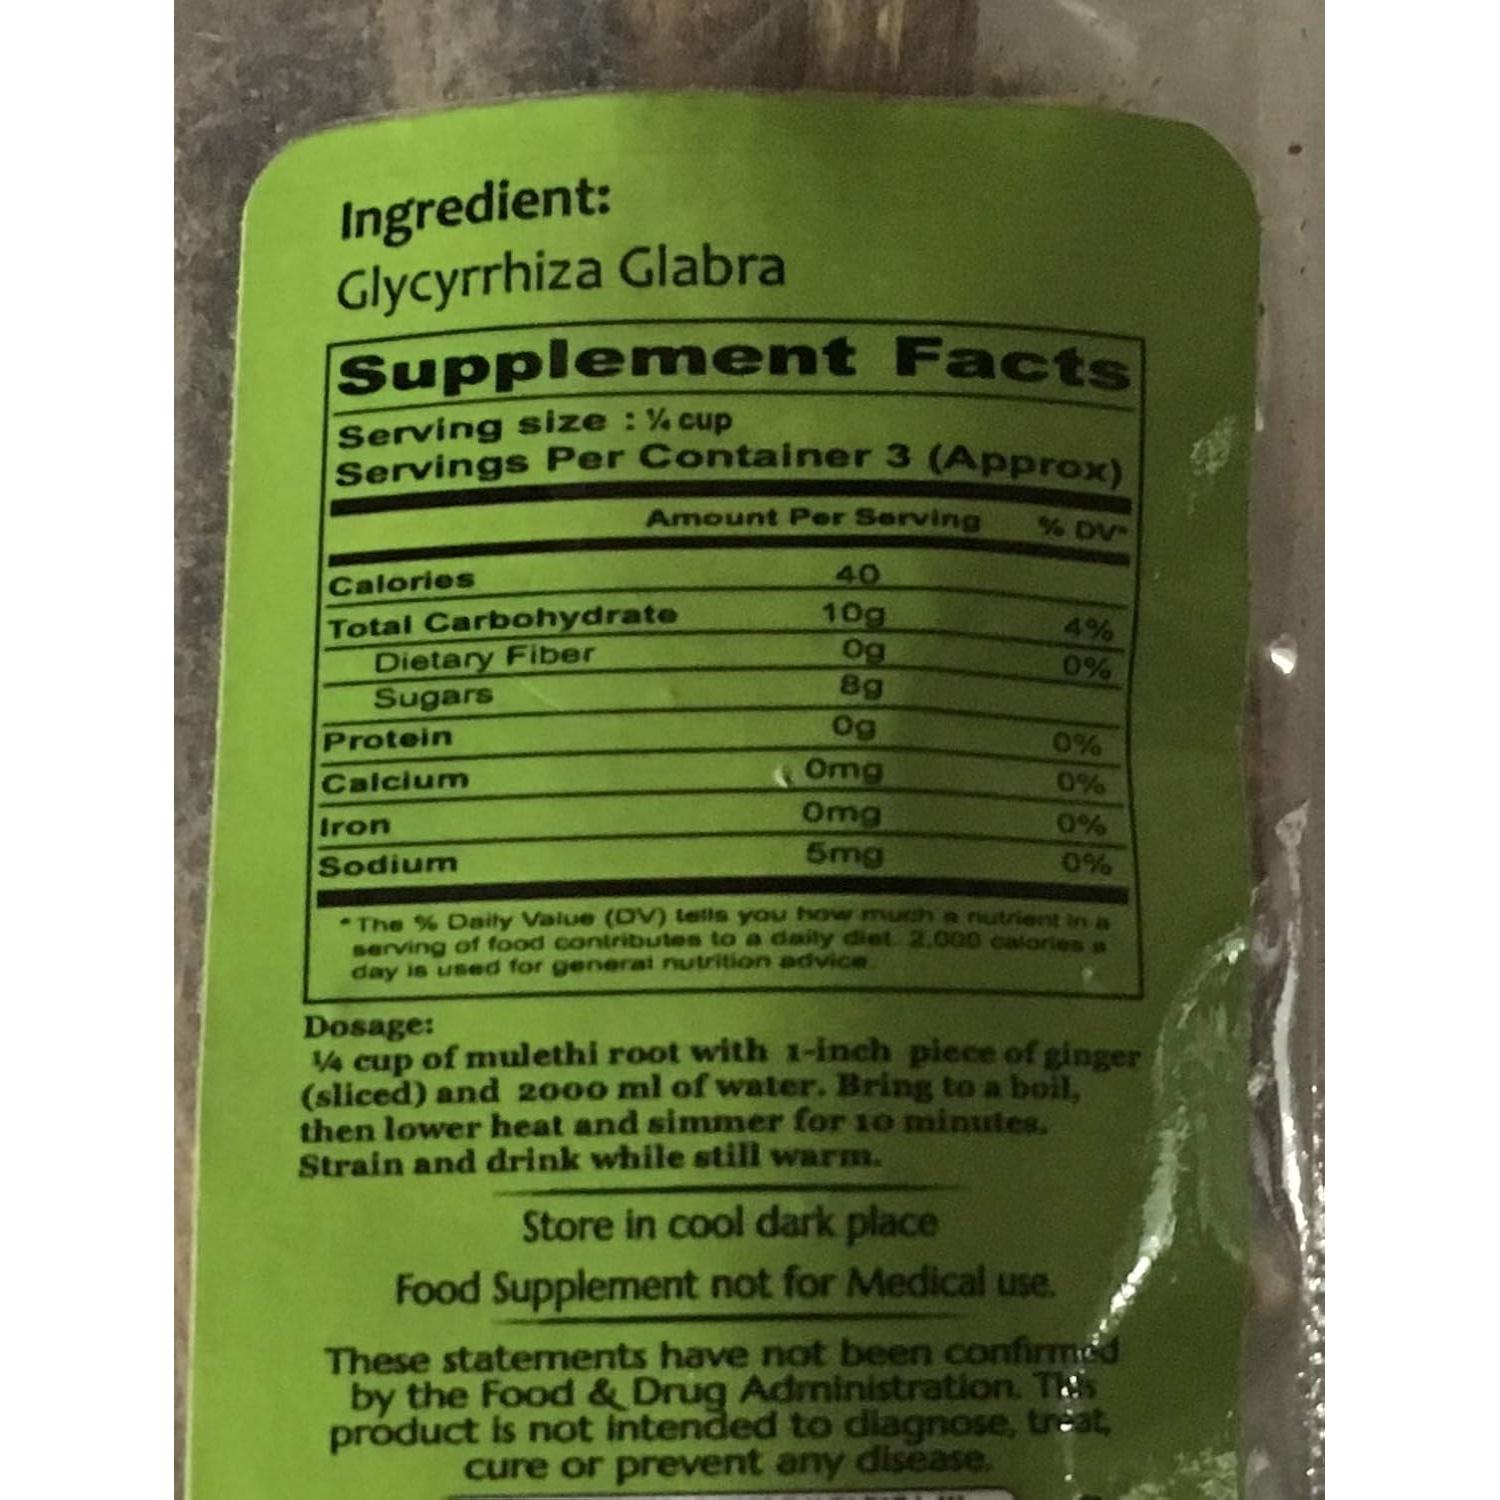 Ingredient:
Glycyrrhiza Glabra
Supplement Facts
Serving size : ¼ cup
Servings Per Container 3 (Approx)
Amount Per Serving % DV*
Calories 40
Total Carbohydrate 10g 4%
Dietary Fiber 0g 0%
Sugars 8g
Protein 0g 0%
Calcium 0mg 0%
Iron 0mg 0%
Sodium 5mg 0%
*The % Daily Value (DV) tells you how much a nutrient in a
serving of food contributes to a daily diet. 2,000 calories a
day is used for general nutrition advice.
Dosage:
¼ cup of mulethi root with 1-inch piece of ginger
(sliced) and 2000 ml of water. Bring to a boil,
then lower heat and simmer for 10 minutes.
Strain and drink while still warm.
Store in cool dark place
Food Supplement not for Medical use.
These statements have not been confirmed
by the Food & Drug Administration. This
product is not intended to diagnose, treat,
cure or prevent any disease.